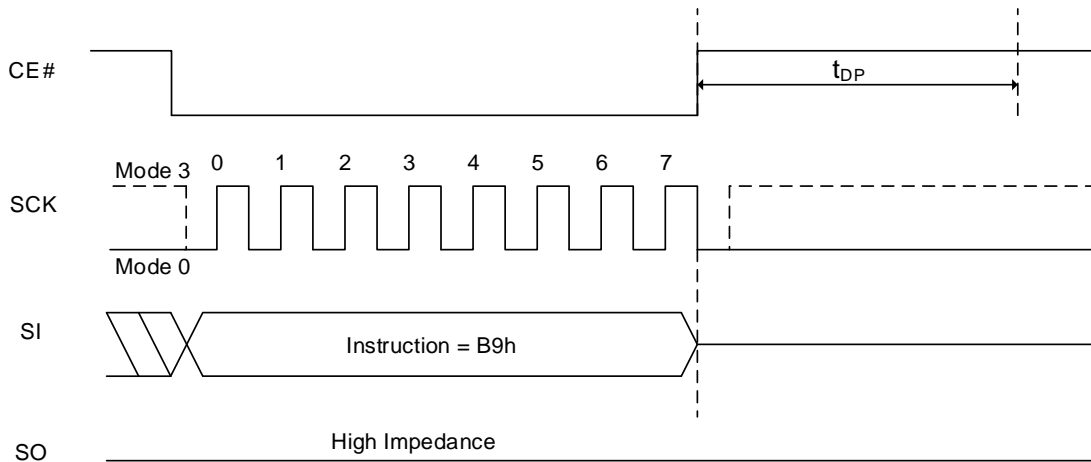 CE#
tDP
Mode 3
0 1 2 3 4 5 6 7
SCK
Mode 0
SI
Instruction = B9h
SO
High Impedance